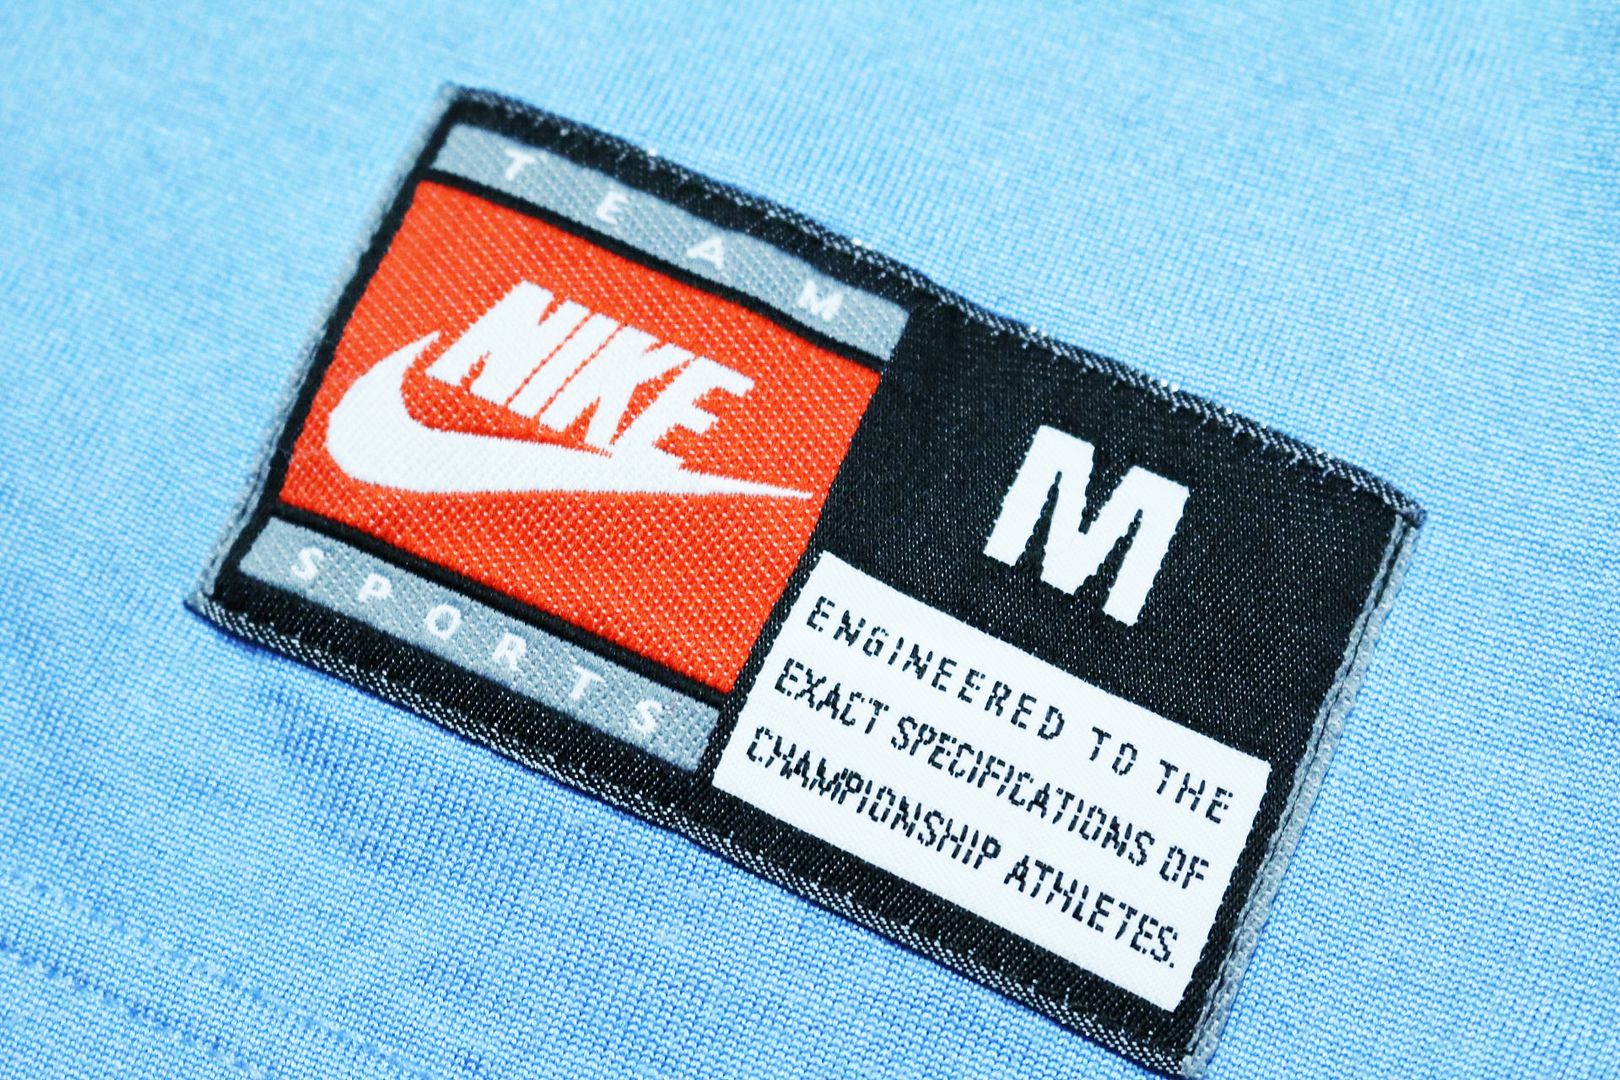 TEAM
NIKE
SPORTS
M
ENGINEERED TO THE
EXACT SPECIFICATIONS OF
CHAMPIONSHIP ATHLETES.